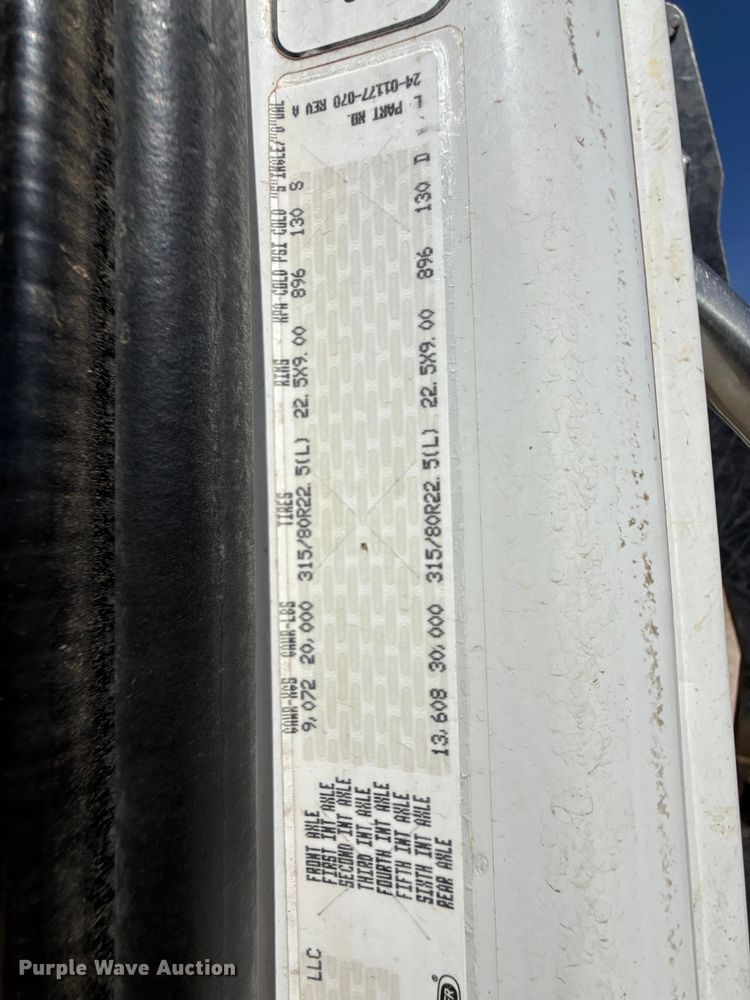 LLC
GAWR-KGS GAWR-LBS TIRES RIMS KPA-COLD PSI COLD
FRONT AXLE 9,072 20,000 315/80R22.5(L) 22.5X9.00 896 130 S
FIRST INT AXLE
SECOND INT AXLE
THIRD INT AXLE
FOURTH INT AXLE
FIFTH INT AXLE
SIXTH INT AXLE
REAR AXLE 13,608 30,000 315/80R22.5(L) 22.5X9.00 896 130 D
PART NO.
24-01177-070 REV A
®
Purple Wave Auction